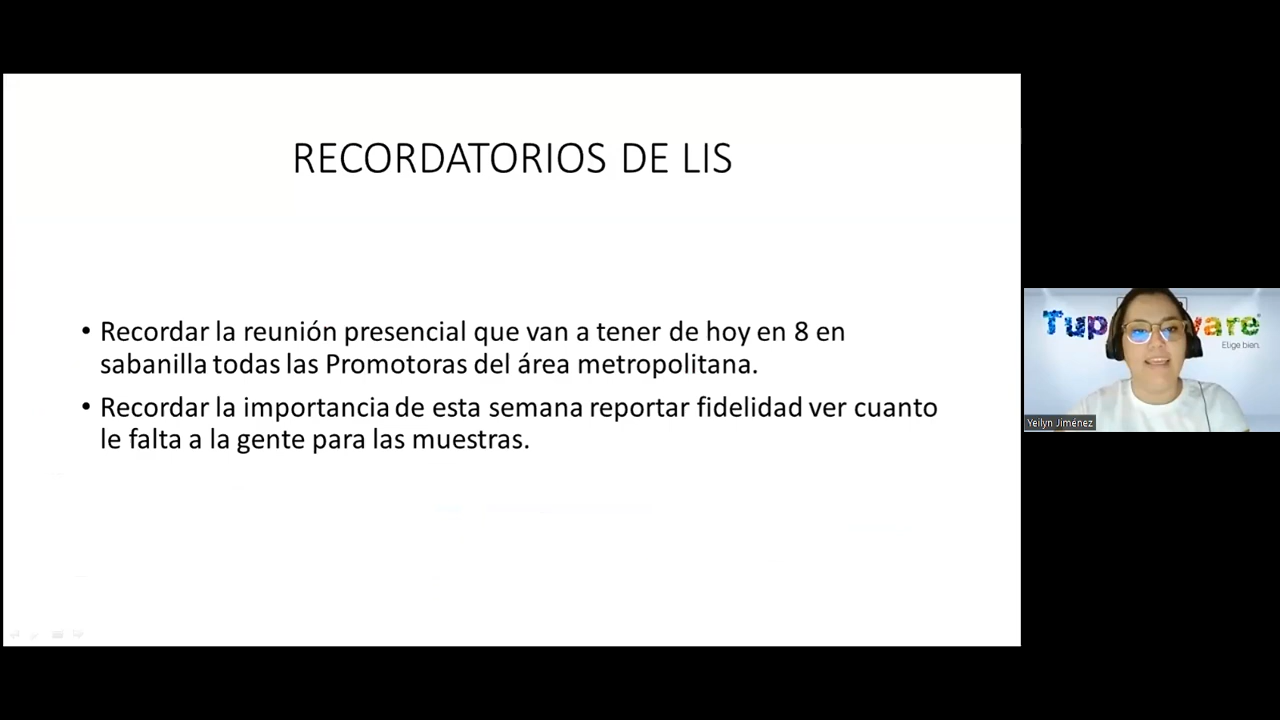 RECORDATORIOS DE LIS
• Recordar la reunión presencial que van a tener de hoy en 8 en
sabanilla todas las Promotoras del área metropolitana.
• Recordar la importancia de esta semana reportar fidelidad ver cuanto
le falta a la gente para las muestras.
Tup ware
Elige bien.
Yeilyn Jiménez